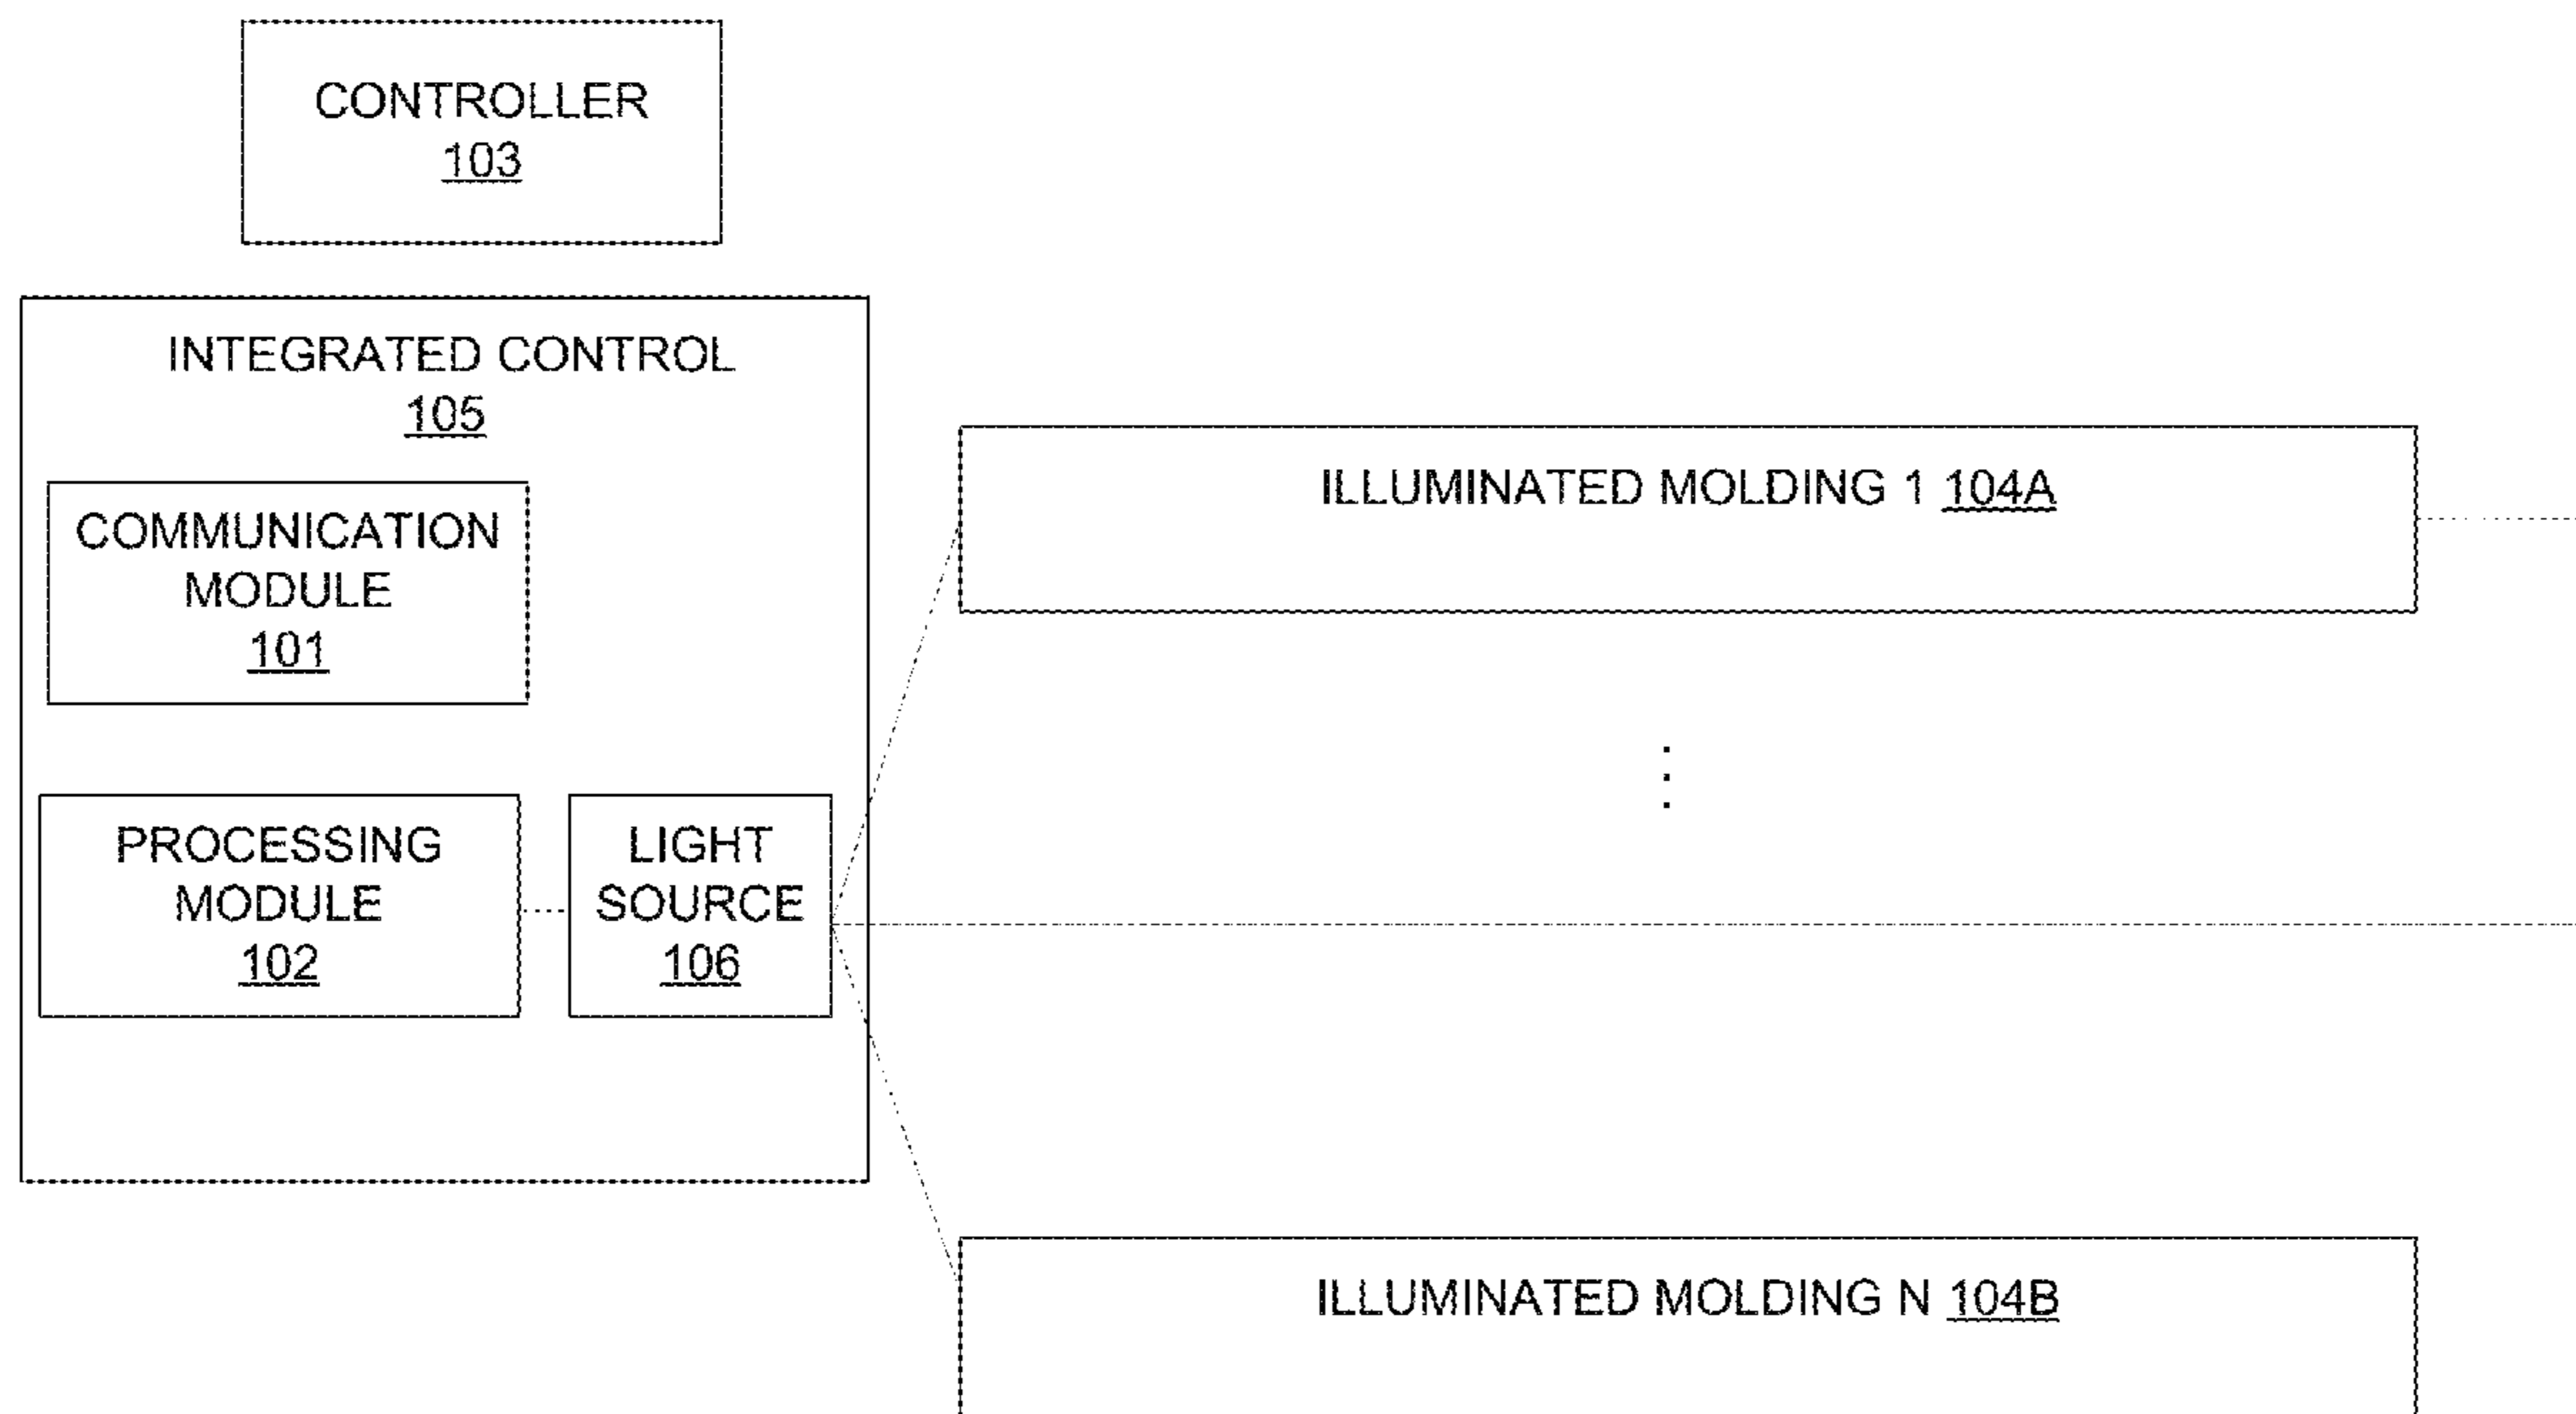 CONTROLLER
103
INTEGRATED CONTROL
105
COMMUNICATION
MODULE
101
PROCESSING
MODULE
102
LIGHT
SOURCE
106
ILLUMINATED MOLDING 1 104A
ILLUMINATED MOLDING N 104B